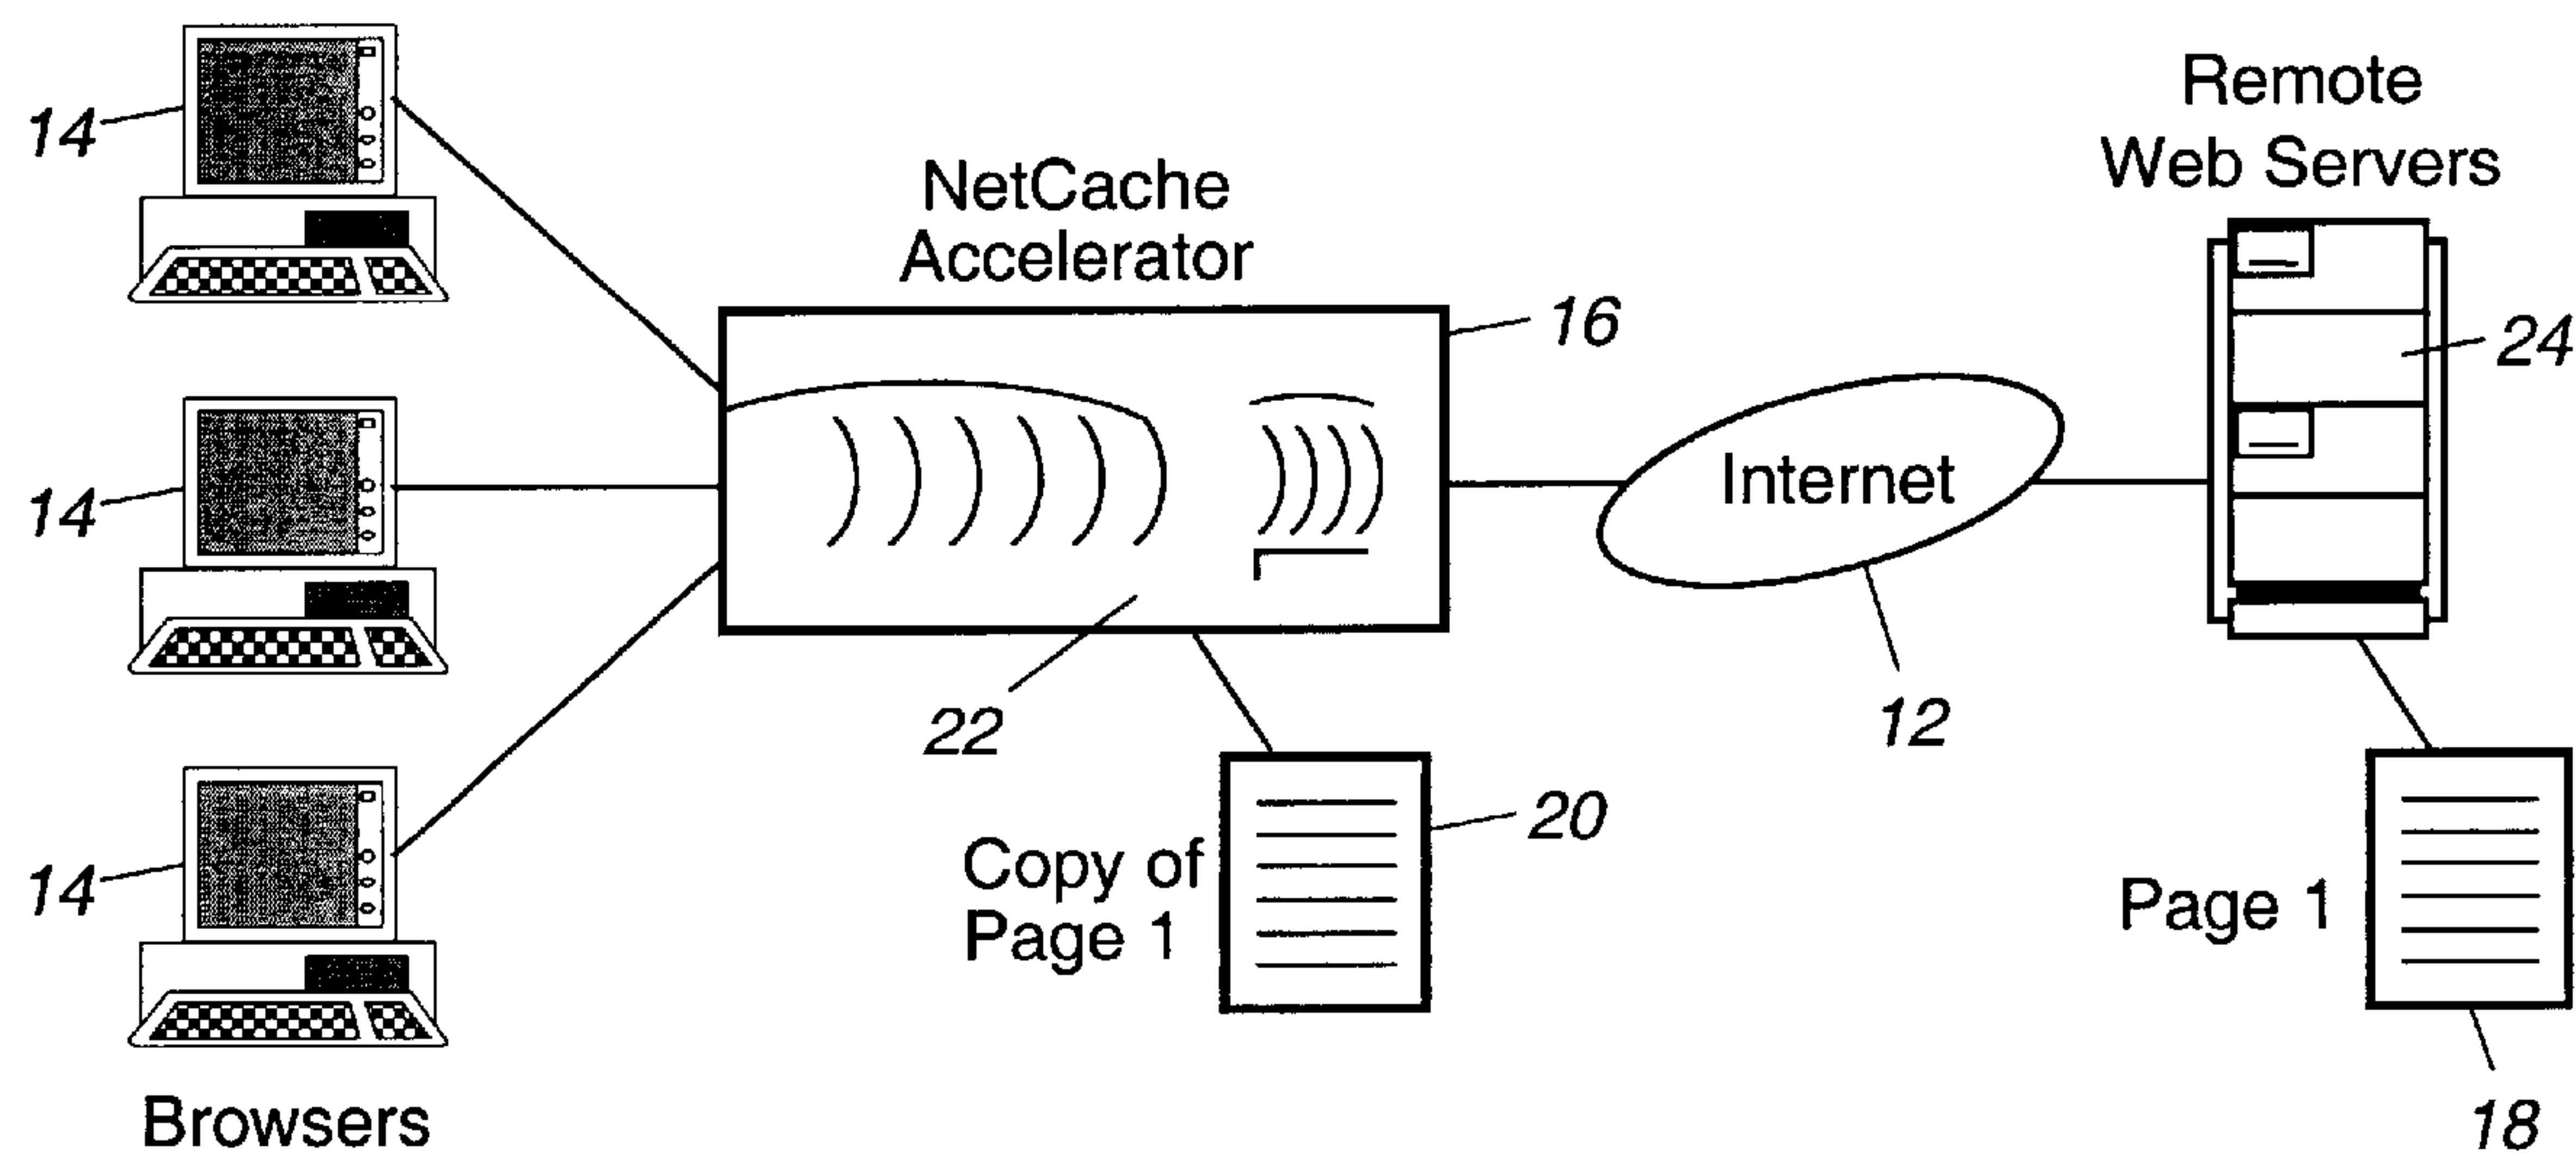 Remote
Web Servers
14
NetCache
Accelerator
16
24
14
Internet
22
12
20
14
Copy of
Page 1
Page 1
Browsers
18